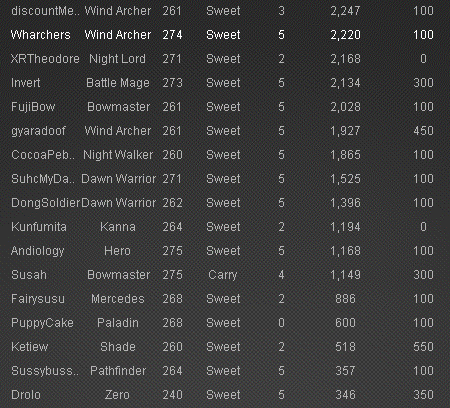 discountMe.. Wind Archer 261 Sweet 3 2,247 100
Wharchers Wind Archer 274 Sweet 5 2,220 100
XRTheodore Night Lord 271 Sweet 2 2,168 0
Invert Battle Mage 273 Sweet 5 2,134 300
FujiBow Bowmaster 261 Sweet 5 2,028 100
gyaradoof Wind Archer 261 Sweet 5 1,927 450
CocoaPeb.. Night Walker 260 Sweet 5 1,865 100
SuhcMyDa.. Dawn Warrior 271 Sweet 5 1,525 100
DongSoldier Dawn Warrior 262 Sweet 5 1,396 100
Kunfumita Kanna 264 Sweet 2 1,194 0
Andiology Hero 275 Sweet 5 1,168 100
Susah Bowmaster 275 Carry 4 1,149 300
Fairysusu Mercedes 268 Sweet 2 886 100
PuppyCake Paladin 268 Sweet 0 600 100
Ketiew Shade 260 Sweet 2 518 550
Sussybuss.. Pathfinder 264 Sweet 5 357 100
Drolo Zero 240 Sweet 5 346 350